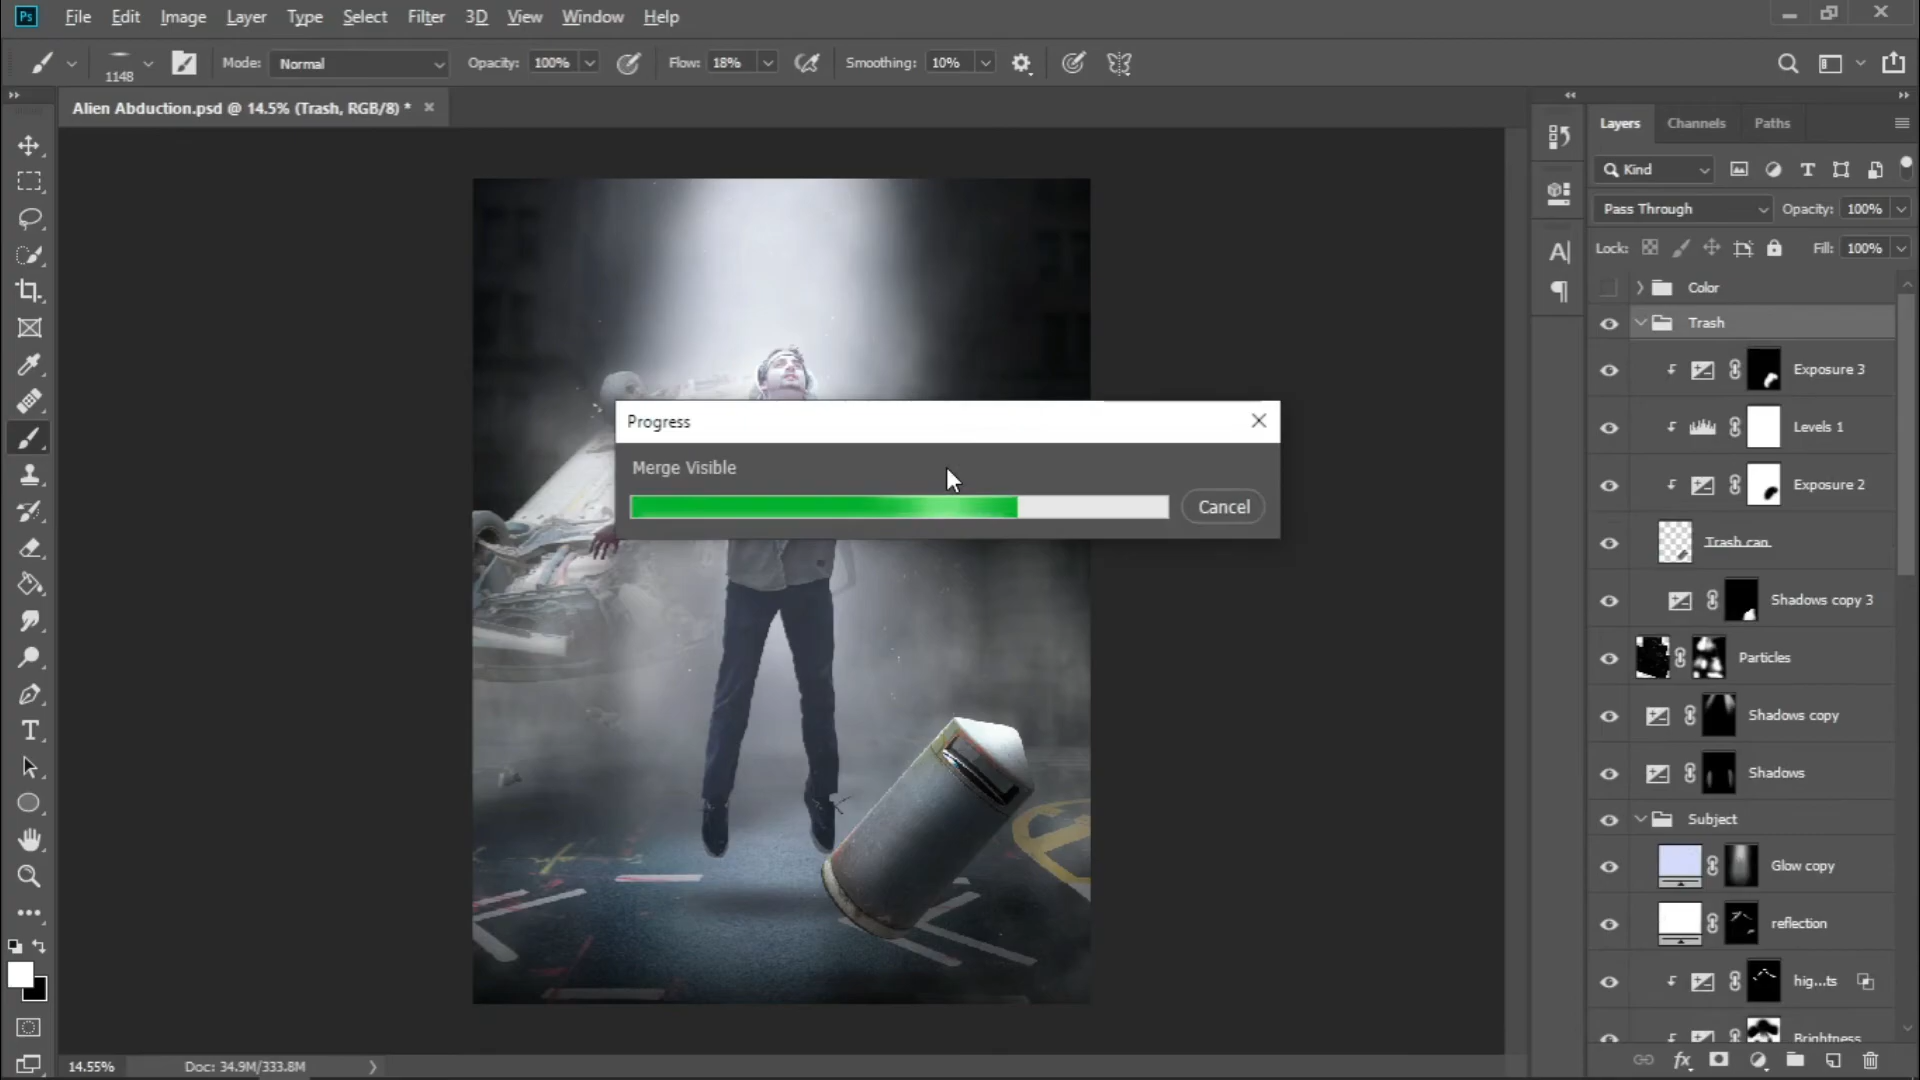 Ps File Edit Image Layer Type Select Filter 3D View Window Help
1148 Mode: Normal Opacity: 100% Flow: 18% Smoothing: 10%
Alien Abduction.psd @ 14.5% (Trash, RGB/8) *
Layers Channels Paths
Kind
Pass Through Opacity: 100%
Lock: Fill: 100%
Color
Trash
Exposure 3
Levels 1
Exposure 2
Trash can
Shadows copy 3
Particles
Shadows copy
Shadows
Subject
Glow copy
reflection
hig...ts
Brightness
Progress
Merge Visible
Cancel
14.55% Doc: 34.9M/333.8M